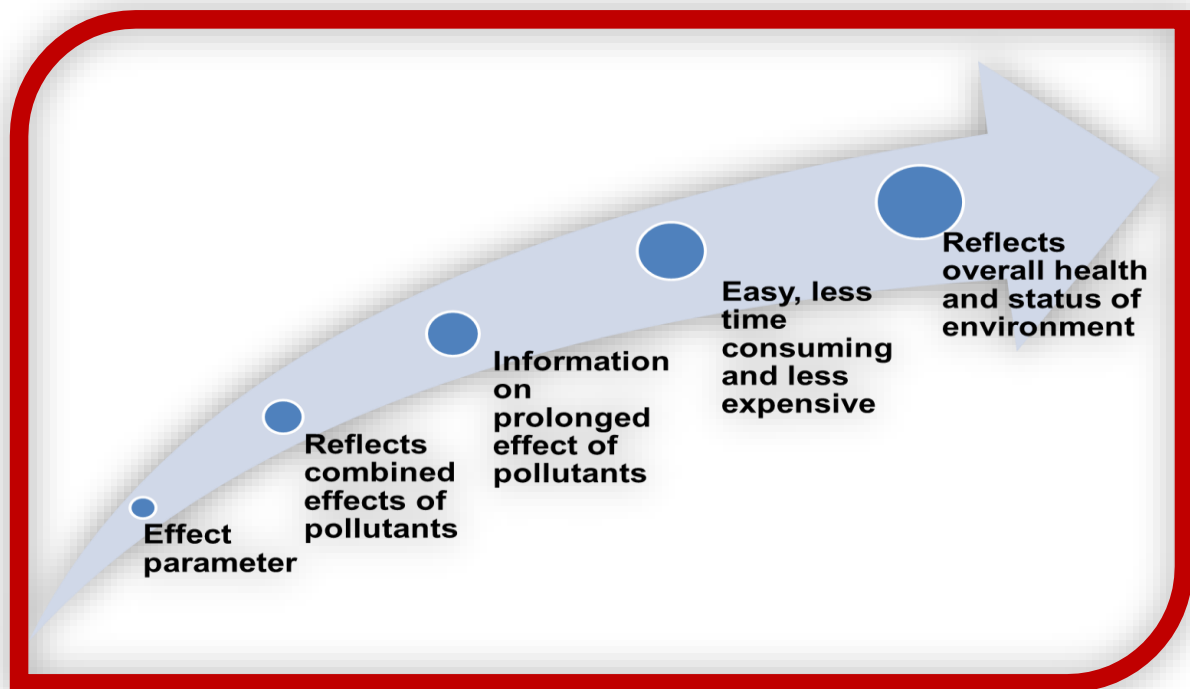 Effect
parameter
Reflects
combined
effects of
pollutants
Information
on
prolonged
effect of
pollutants
Easy, less
time
consuming
and less
expensive
Reflects
overall health
and status of
environment